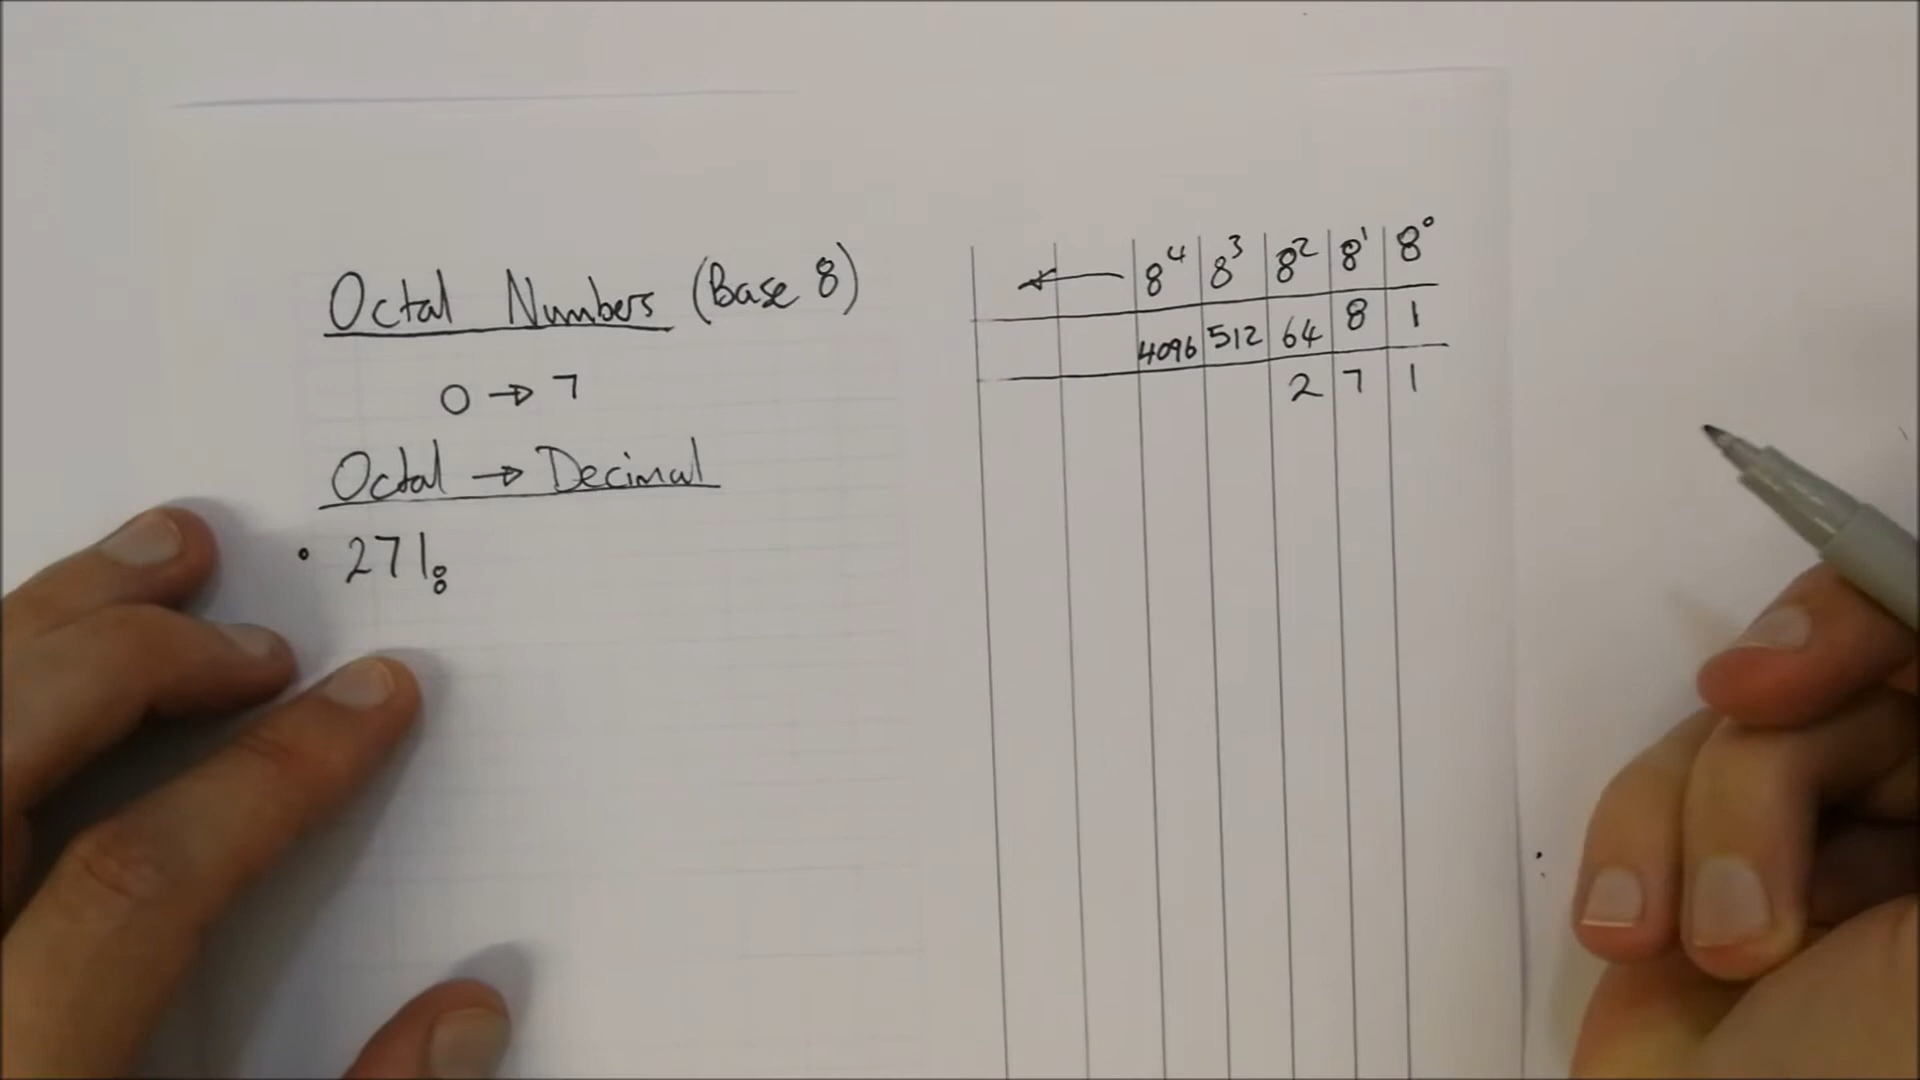 Octal Numbers (Base 8)
0 → 7
Octal → Decimal
• 271₈
← 8⁴ 8³ 8² 8¹ 8⁰
4096 512 64 8 1
2 7 1